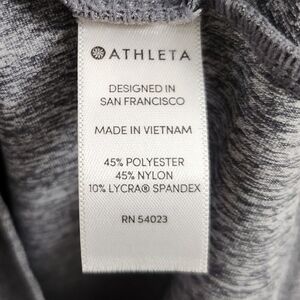 ATHLETA
DESIGNED IN
SAN FRANCISCO
MADE IN VIETNAM
45% POLYESTER
45% NYLON
10% LYCRA® SPANDEX
RN 54023